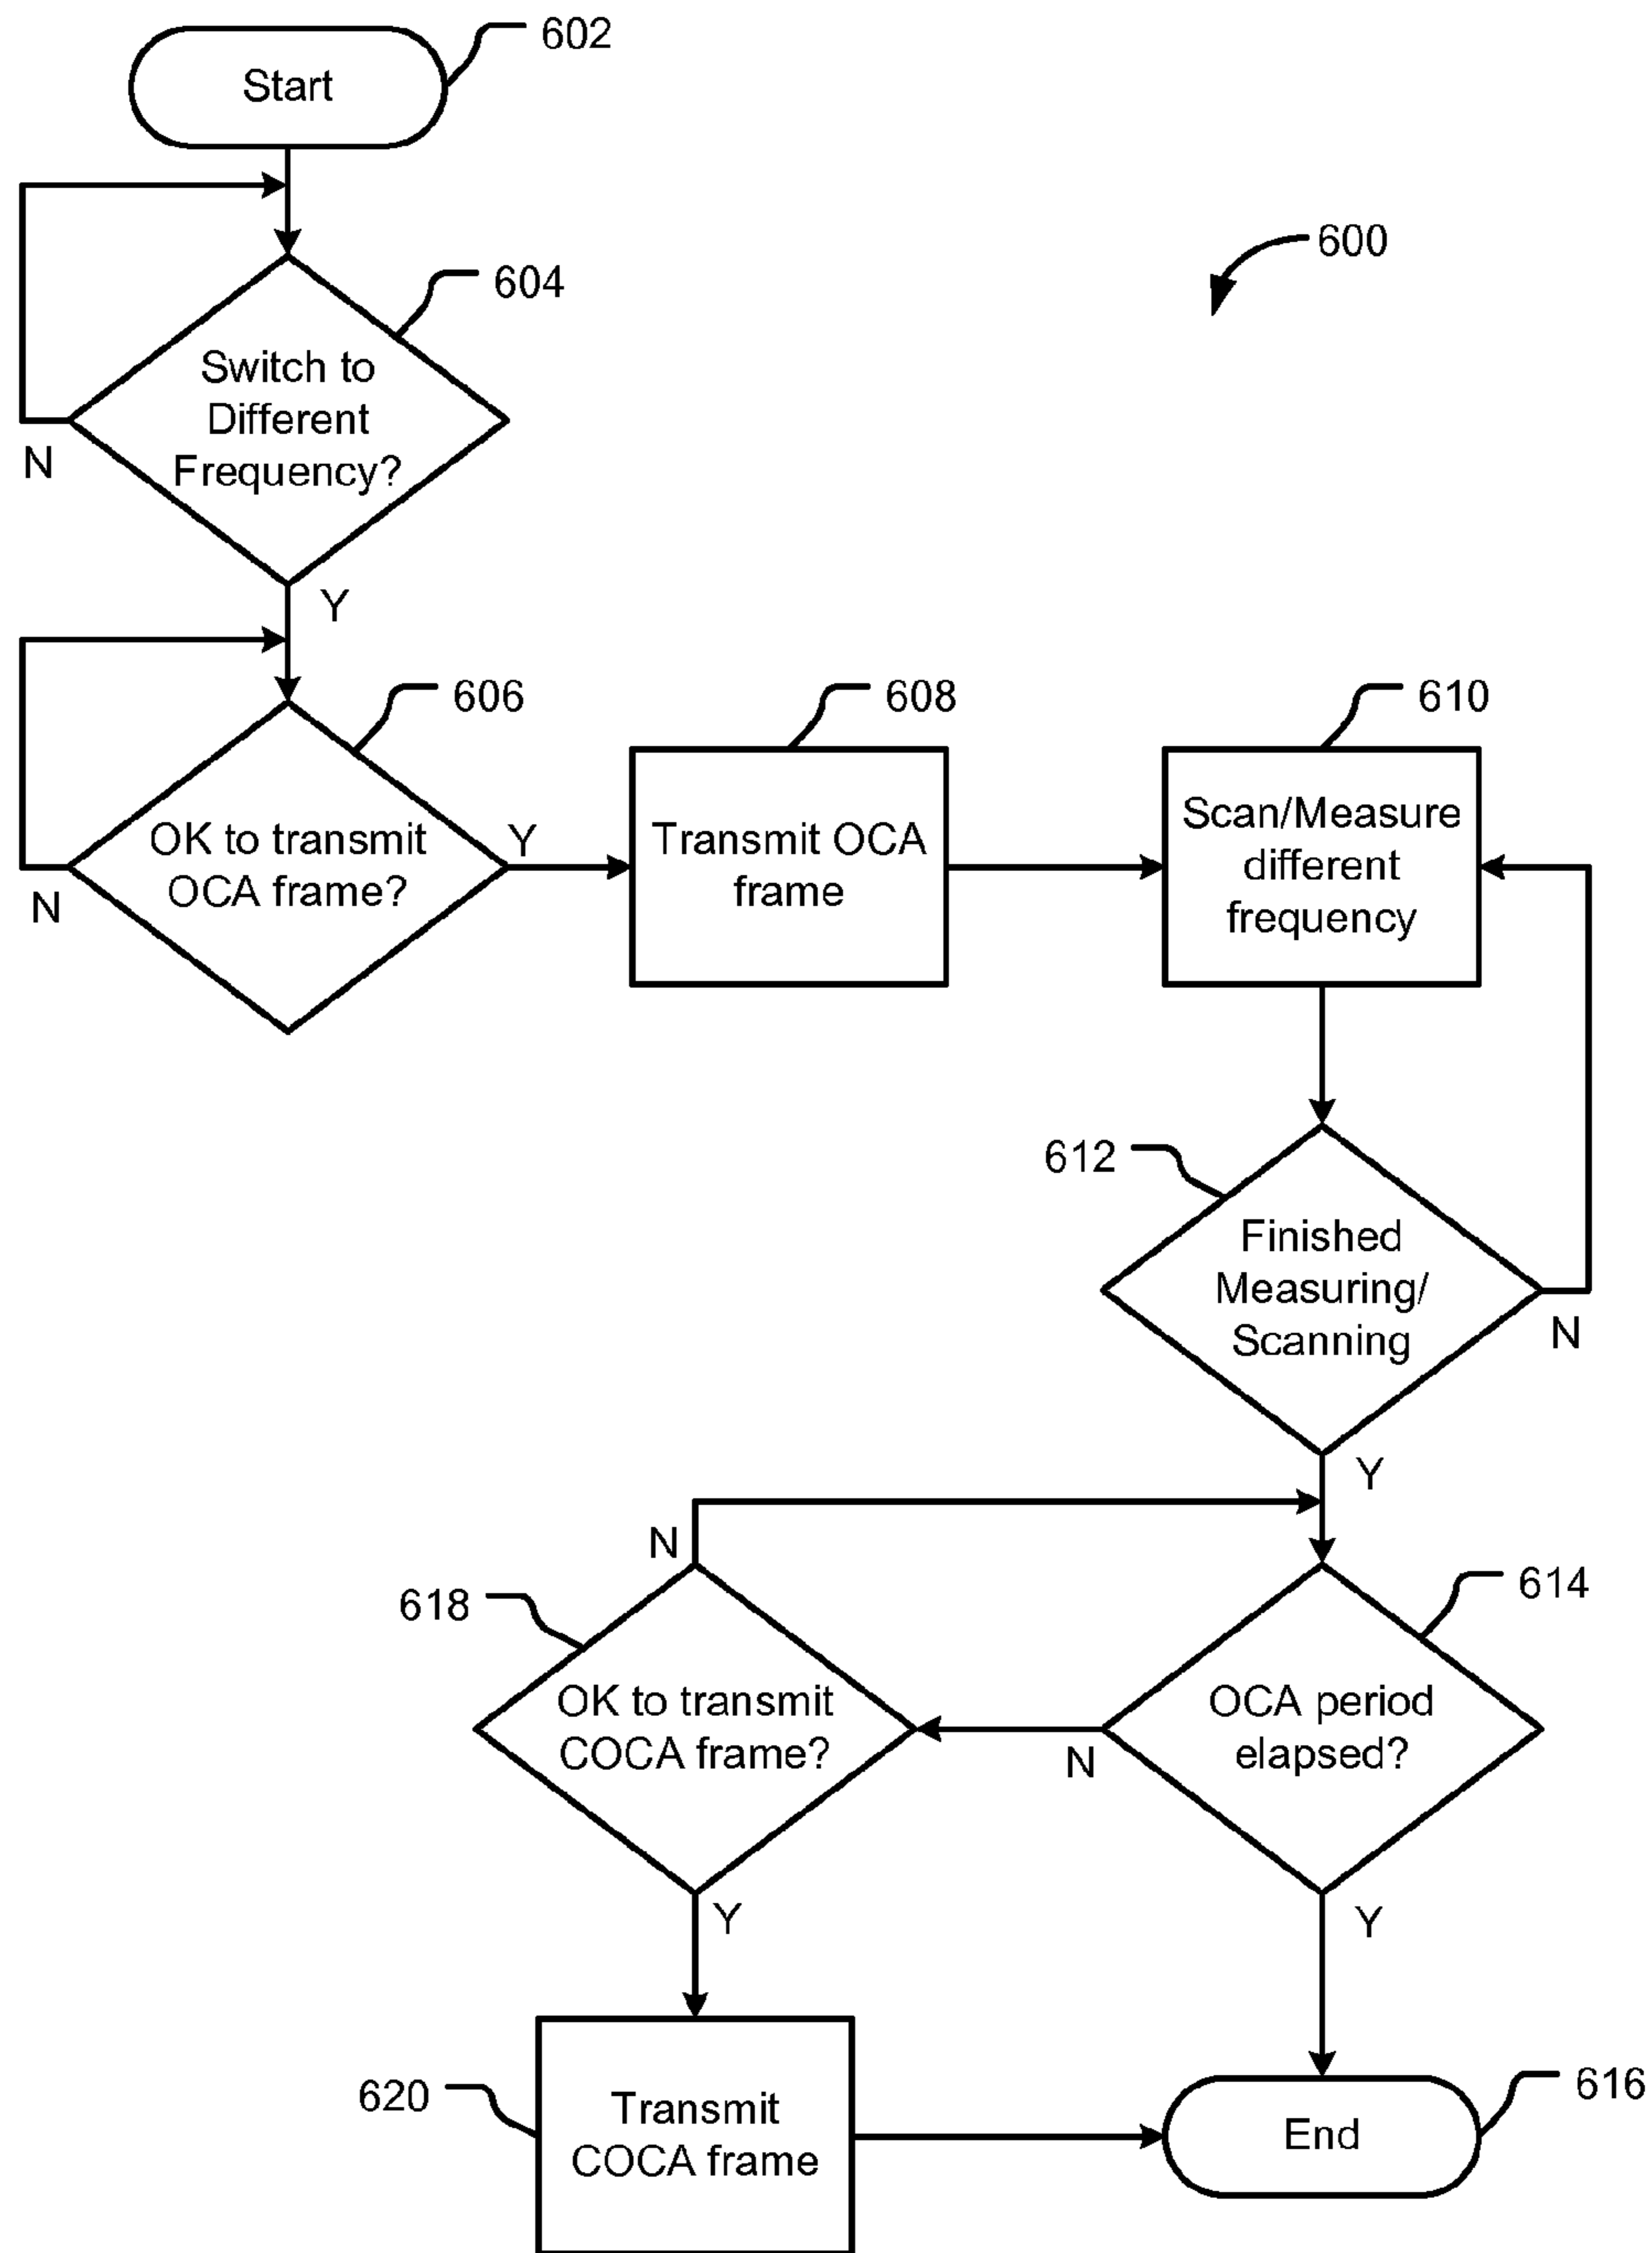 602
Start
600
604
Switch to
Different
Frequency?
N
Y
606
608
610
OK to transmit
OCA frame?
Y
N
Transmit OCA
frame
Scan/Measure
different
frequency
612
Finished
Measuring/
Scanning
N
Y
N
618
614
OK to transmit
COCA frame?
N
OCA period
elapsed?
Y
Y
620
Transmit
COCA frame
End
616